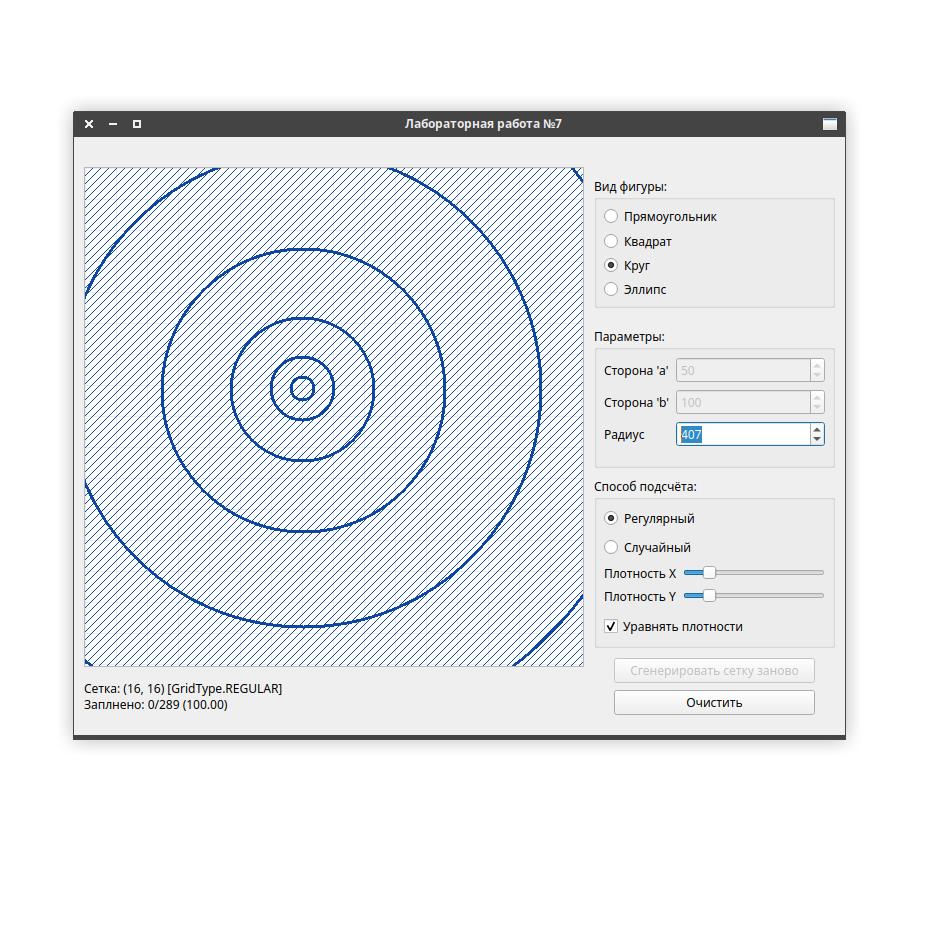 Лабораторная работа №7
Вид фигуры:
Прямоугольник
Квадрат
Круг
Эллипс
Параметры:
Сторона 'a' 50
Сторона 'b' 100
Радиус 407
Способ подсчёта:
Регулярный
Случайный
Плотность X
Плотность Y
Уравнять плотности
Сгенерировать сетку заново
Очистить
Сетка: (16, 16) [GridType.REGULAR]
Заплнено: 0/289 (100.00)